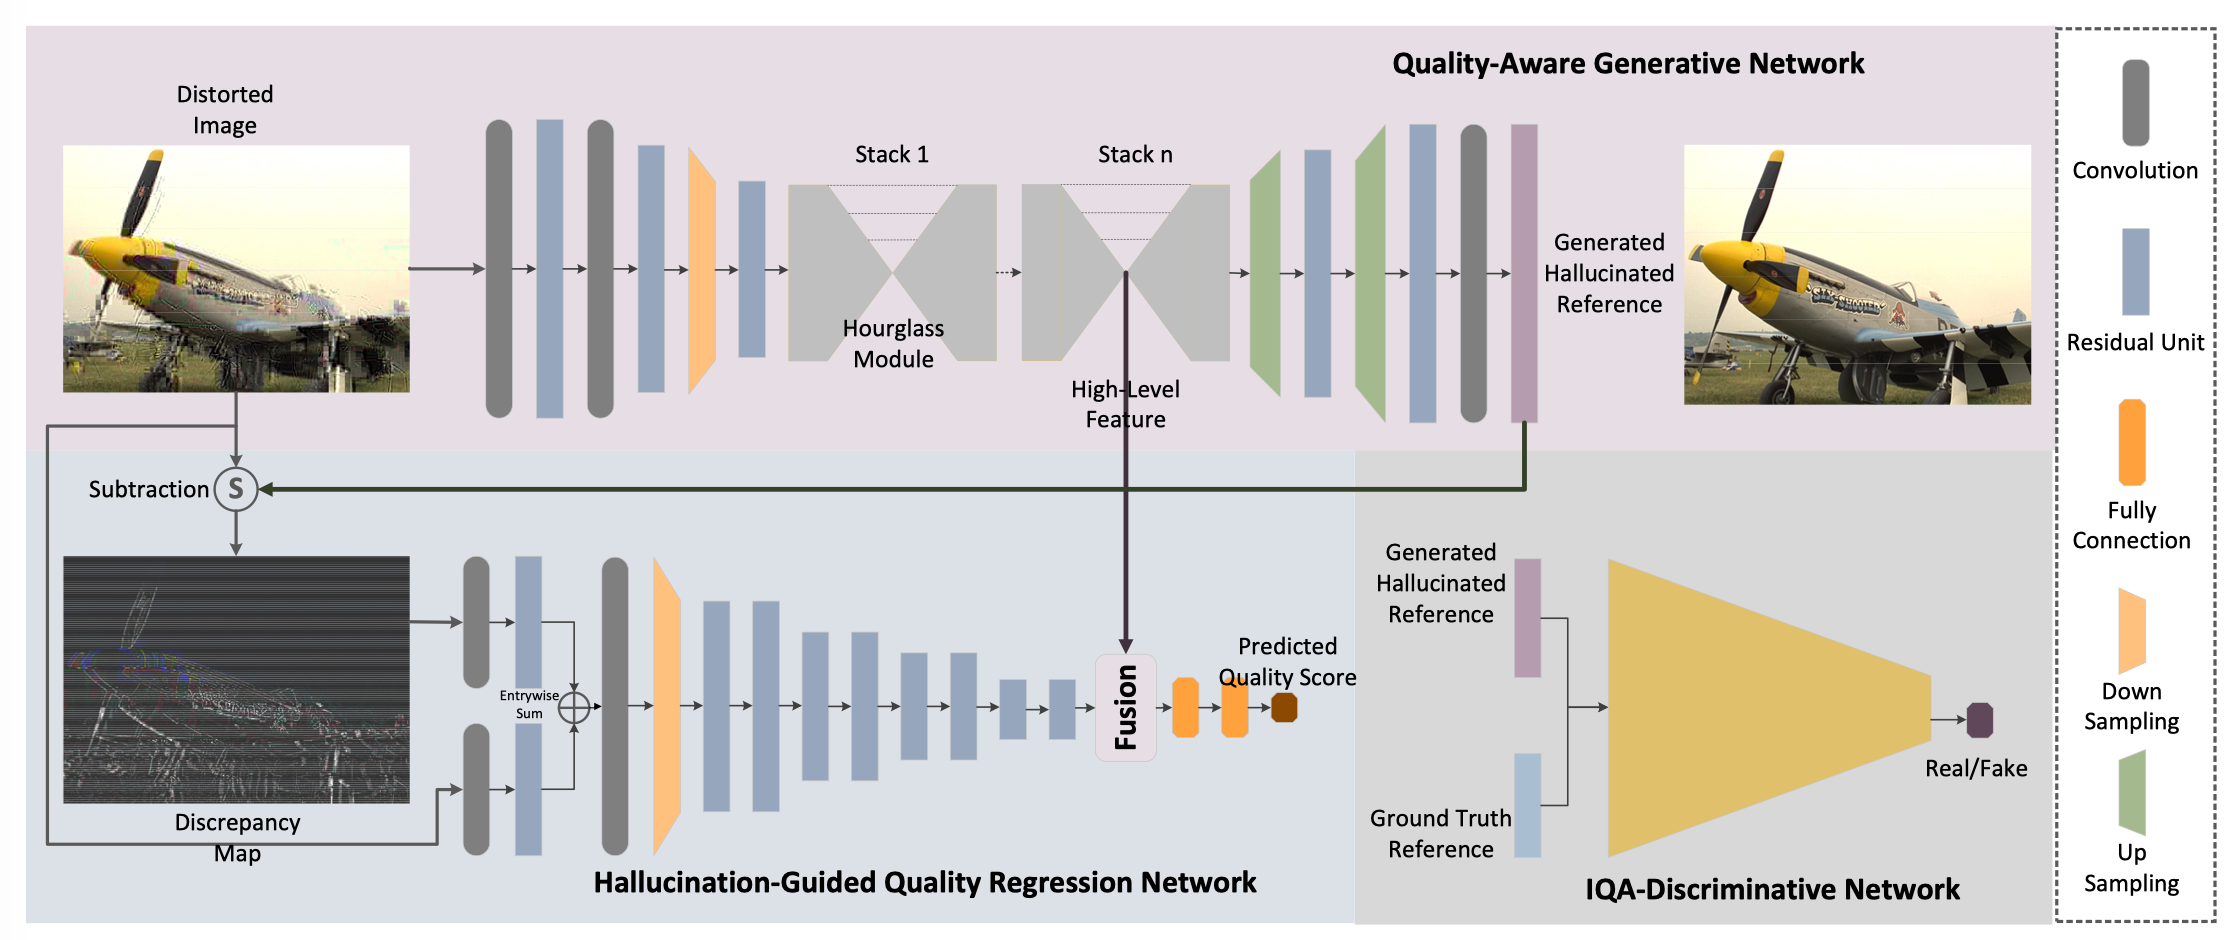 Quality-Aware Generative Network
Distorted
Image
Stack 1
Stack n
Hourglass
Module
High-Level
Feature
Generated
Hallucinated
Reference
SIX-SHOOTER
Subtraction
S
Discrepancy
Map
Entrywise
Sum
Fusion
Predicted
Quality Score
Hallucination-Guided Quality Regression Network
Generated
Hallucinated
Reference
Ground Truth
Reference
Real/Fake
IQA-Discriminative Network
Convolution
Residual Unit
Fully
Connection
Down
Sampling
Up
Sampling